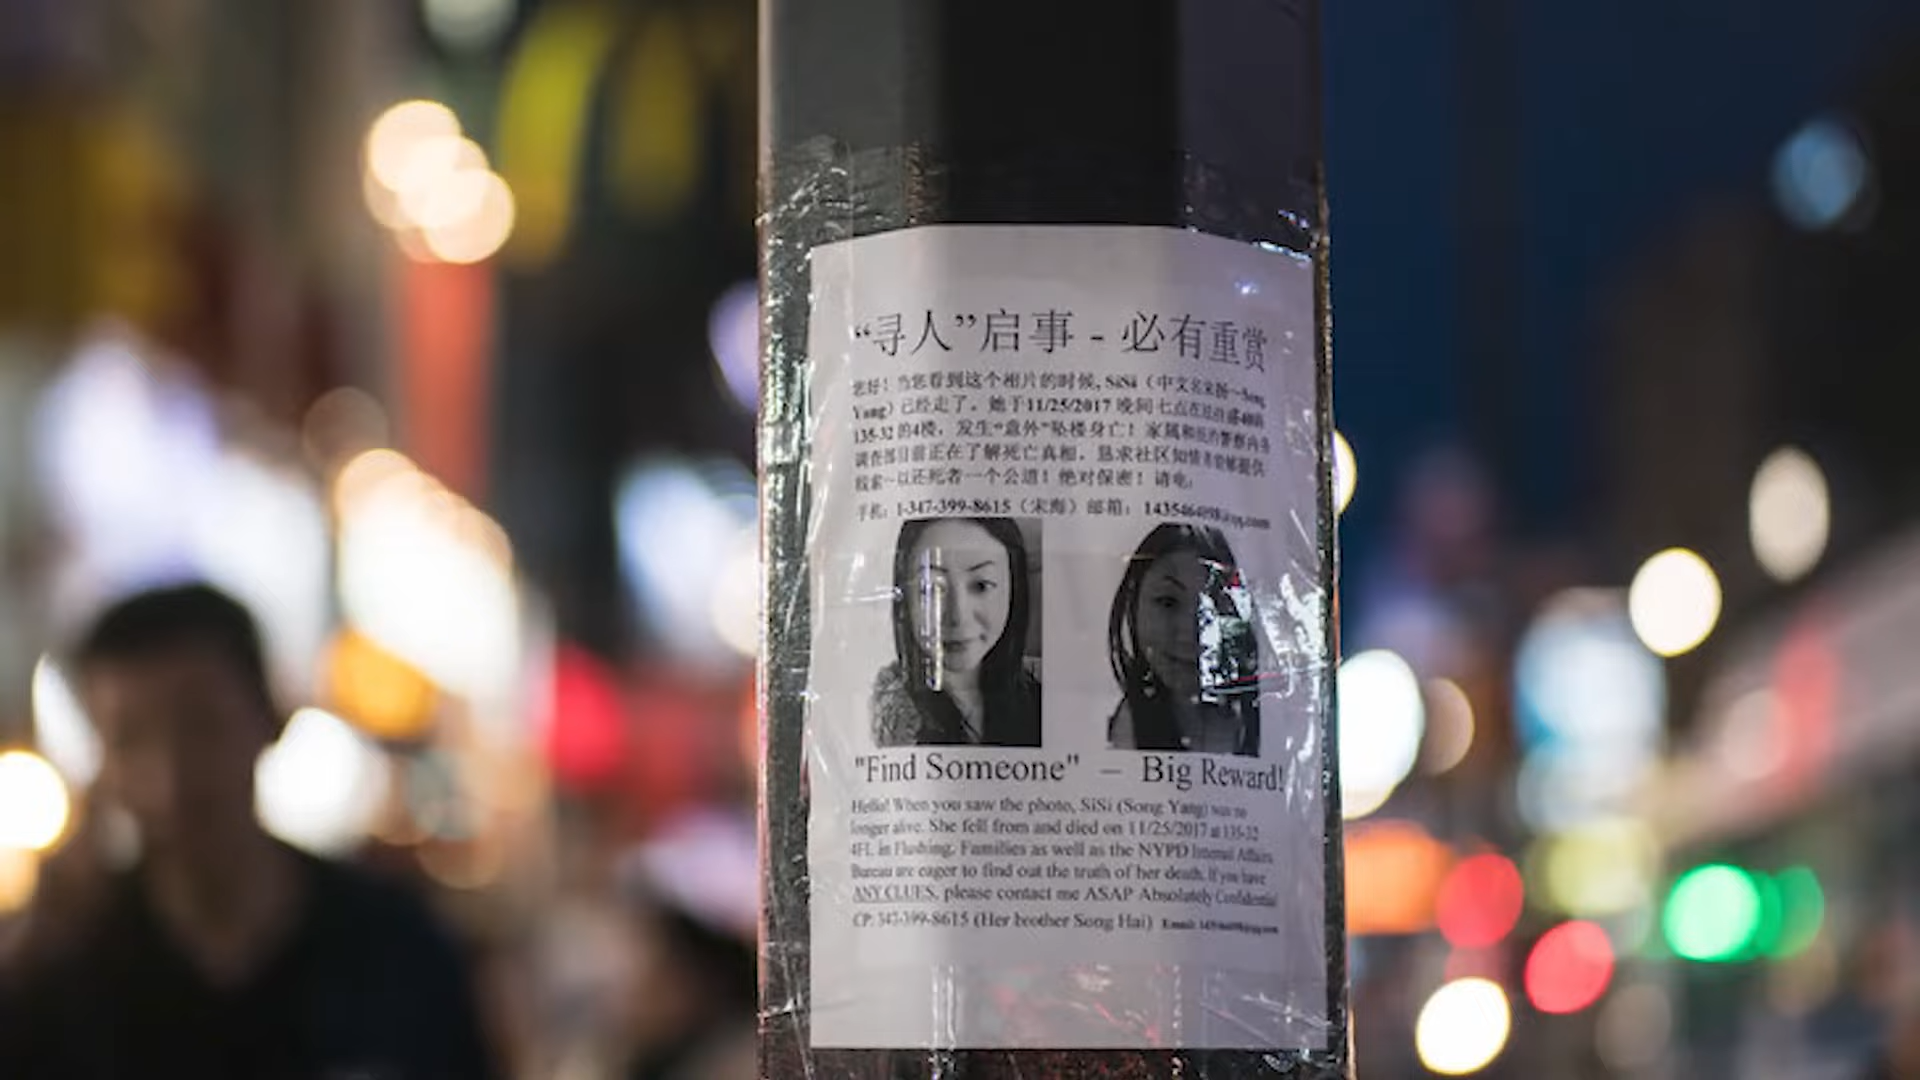 “寻人”启事 - 必有重赏
您好！当您看到这个相片的时候, SiSi（中文名宋扬～Song
Yang）已经走了。她于11/25/2017 晚间七点在法拉盛40路
135-32 的4楼，发生“意外”坠楼身亡！家属和纽约警察内务
调查部目前正在了解死亡真相。恳求社区知情者能够提供
线索～以还死者一个公道！绝对保密！请电:
手机：1-347-399-8615（宋海）邮箱：
"Find Someone" – Big Reward!
Hello! When you saw the photo, SiSi (Song Yang) was no
longer alive. She fell from and died on 11/25/2017 at 135-32
4FL in Flushing. Families as well as the NYPD Internal Affairs
Bureau are eager to find out the truth of her death. If you have
ANY CLUES, please contact me ASAP Absolutely Confidential
CP: 347-399-8615 (Her brother Song Hai) Email: